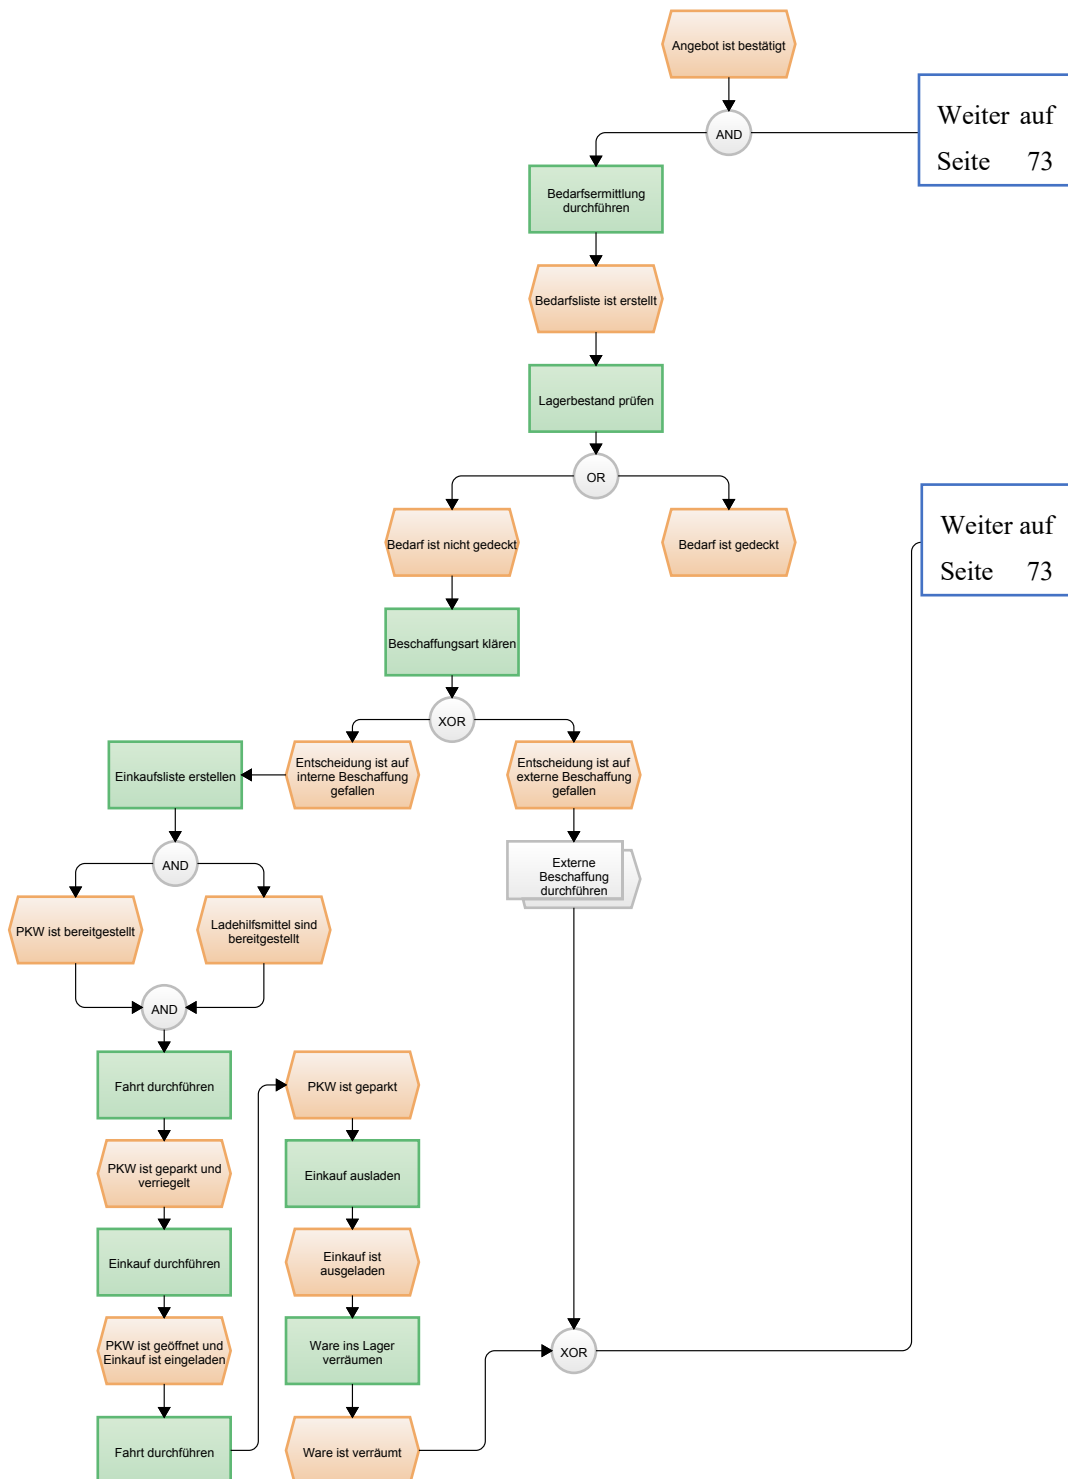 Angebot ist bestätigt
Weiter auf
Seite 73
AND
Bedarfsermittlung
durchführen
Bedarfsliste ist erstellt
Lagerbestand prüfen
OR
Bedarf ist nicht gedeckt
Bedarf ist gedeckt
Weiter auf
Seite 73
Beschaffungsart klären
XOR
Einkaufsliste erstellen
Entscheidung ist auf
interne Beschaffung
gefallen
Entscheidung ist auf
externe Beschaffung
gefallen
AND
Externe
Beschaffung
durchführen
PKW ist bereitgestellt
Ladehilfsmittel sind
bereitgestellt
AND
Fahrt durchführen
PKW ist geparkt und
verriegelt
Einkauf durchführen
PKW ist geöffnet und
Einkauf ist eingeladen
Fahrt durchführen
PKW ist geparkt
Einkauf ausladen
Einkauf ist
ausgeladen
Ware ins Lager
verräumen
Ware ist verräumt
XOR